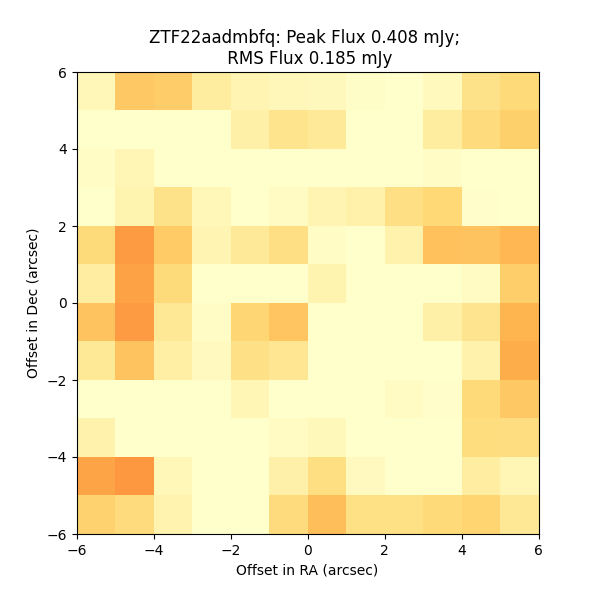 ZTF22aadmbfq: Peak Flux 0.408 mJy;
RMS Flux 0.185 mJy
6
4
2
0
−2
−4
−6
Offset in Dec (arcsec)
−6 −4 −2 0 2 4 6
Offset in RA (arcsec)